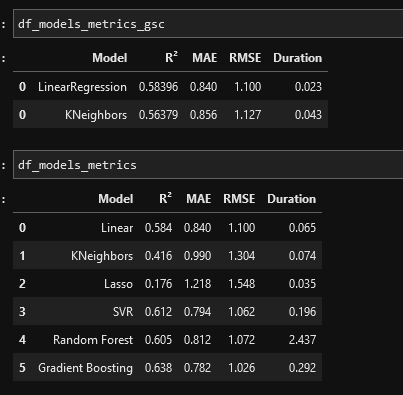 : df_models_metrics_gsc
:
Model R² MAE RMSE Duration
0 LinearRegression 0.58396 0.840 1.100 0.023
0 KNeighbors 0.56379 0.856 1.127 0.043
: df_models_metrics
:
Model R² MAE RMSE Duration
0 Linear 0.584 0.840 1.100 0.065
1 KNeighbors 0.416 0.990 1.304 0.074
2 Lasso 0.176 1.218 1.548 0.035
3 SVR 0.612 0.794 1.062 0.196
4 Random Forest 0.605 0.812 1.072 2.437
5 Gradient Boosting 0.638 0.782 1.026 0.292